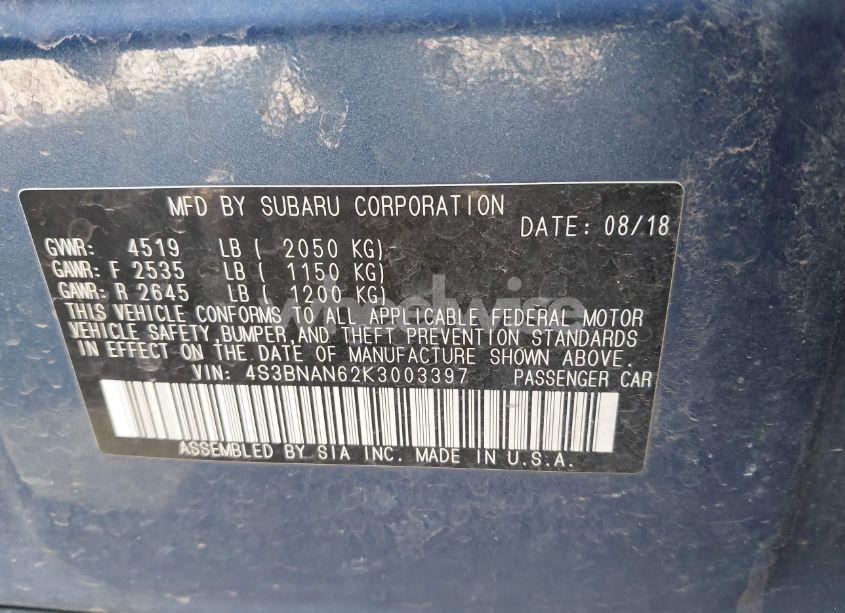 MFD BY SUBARU CORPORATION
DATE: 08/18
GVWR: 4519 LB ( 2050 KG)
GAWR: F 2535 LB ( 1150 KG)
GAWR: R 2645 LB ( 1200 KG)
THIS VEHICLE CONFORMS TO ALL APPLICABLE FEDERAL MOTOR
VEHICLE SAFETY,BUMPER,AND THEFT PREVENTION STANDARDS
IN EFFECT ON THE DATE OF MANUFACTURE SHOWN ABOVE.
VIN: 4S3BNAN62K3003397 PASSENGER CAR
ASSEMBLED BY SIA INC. MADE IN U.S.A.
wheelwise